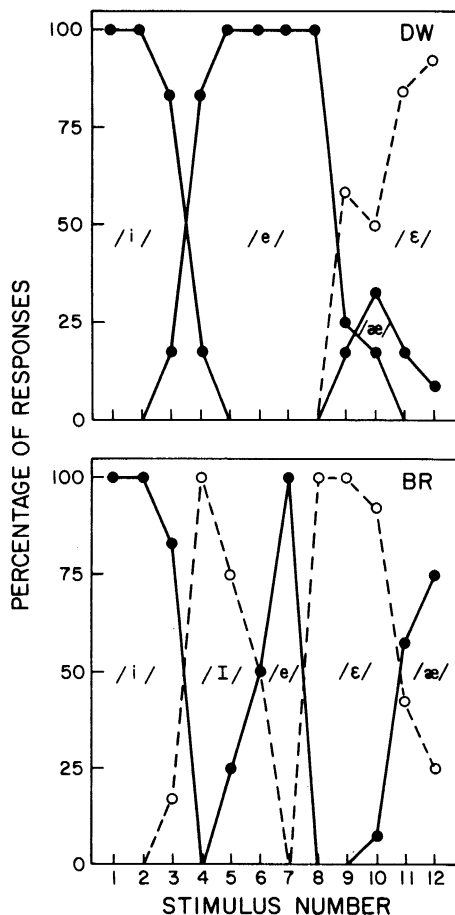 PERCENTAGE OF RESPONSES
DW
100
75
50
25
0
/i/
/e/
/ɛ/
/æ/
BR
100
75
50
25
0
/i/
/I/
/e/
/ɛ/
/æ/
1 2 3 4 5 6 7 8 9 10 11 12
STIMULUS NUMBER